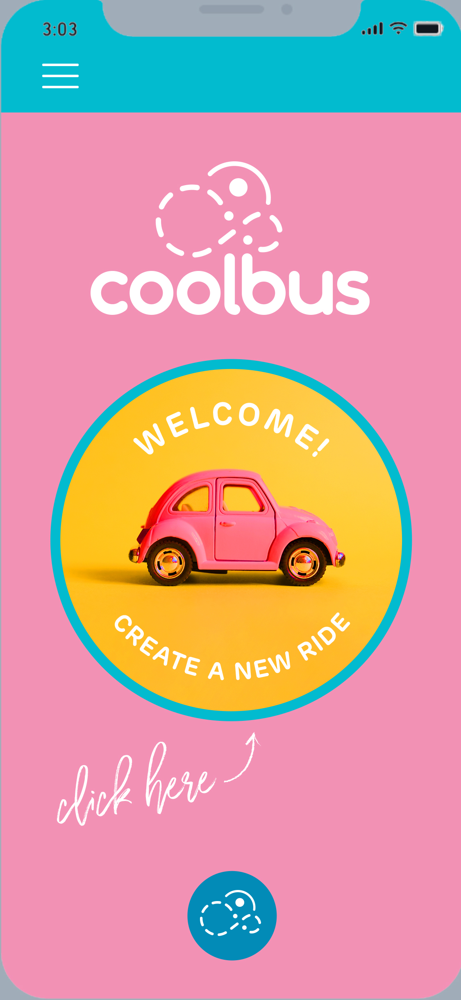 3:03
coolbus
WELCOME!
CREATE A NEW RIDE
click here